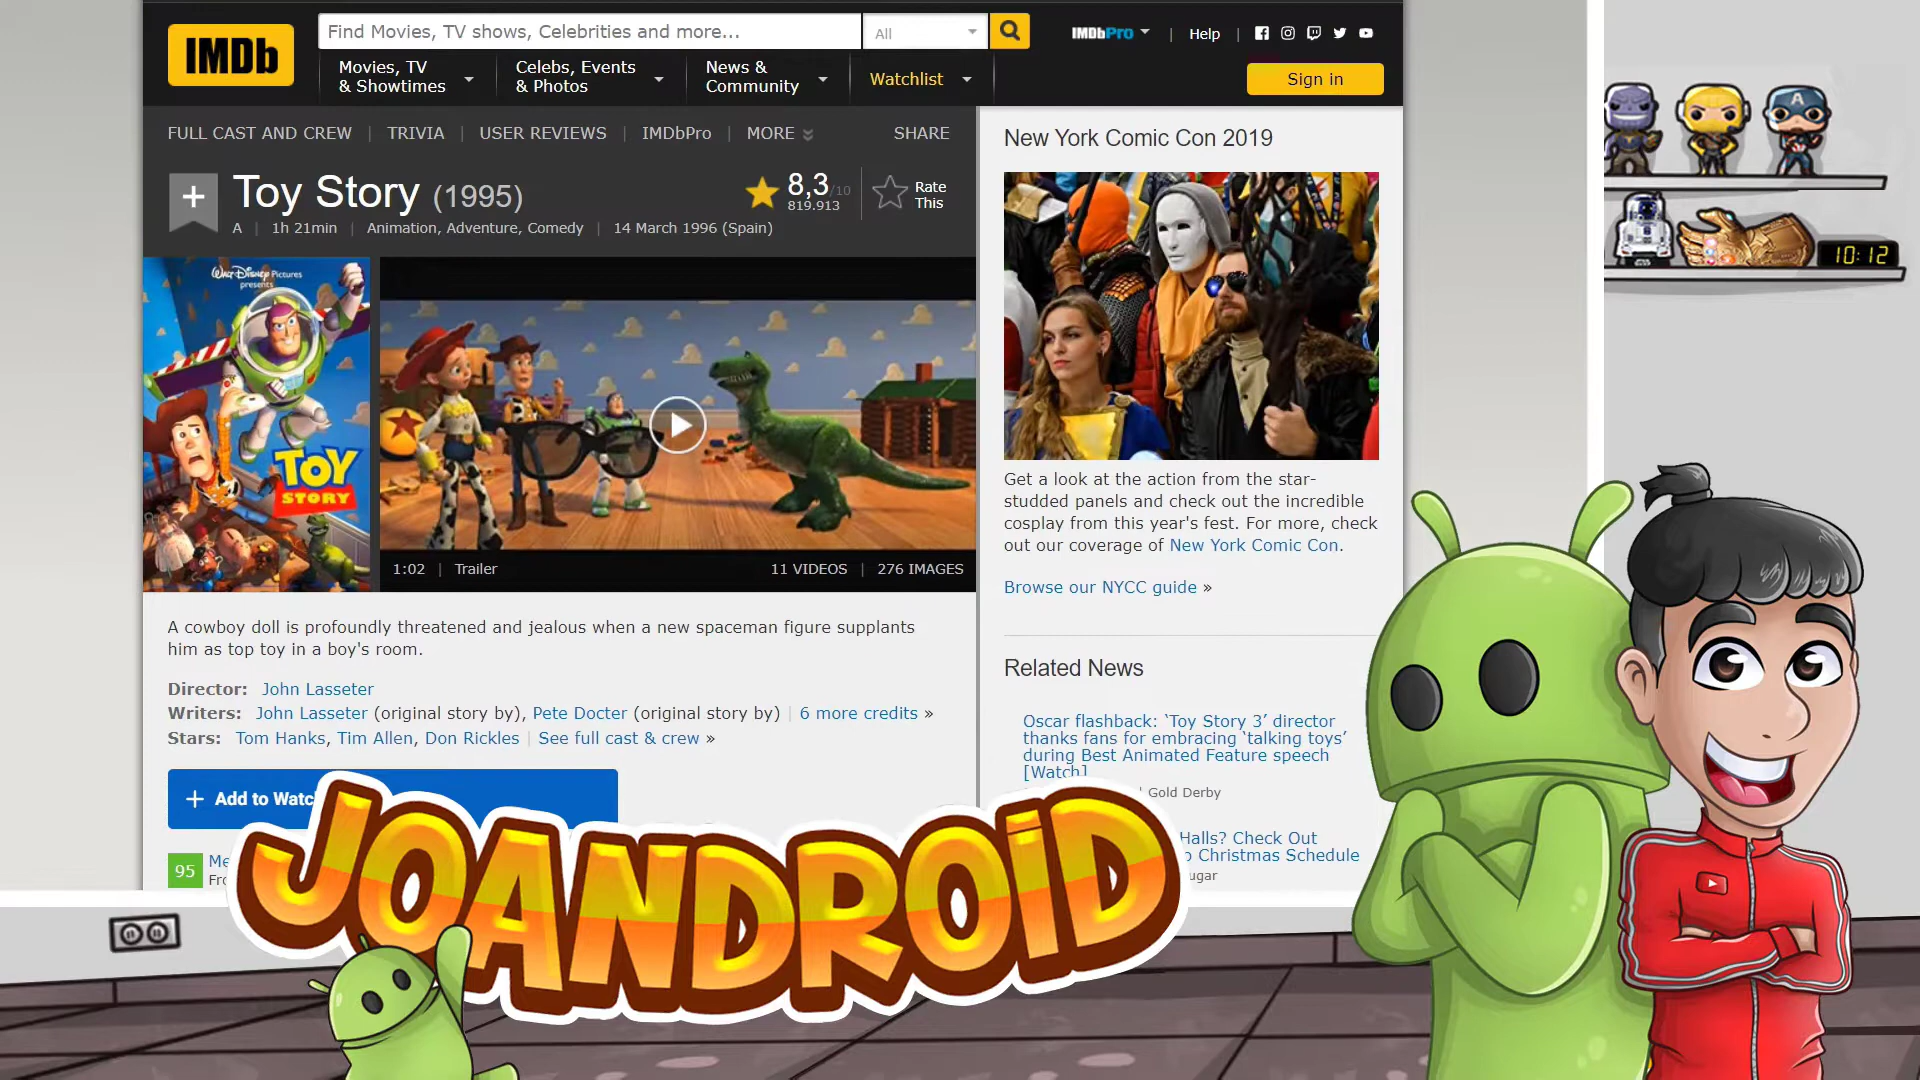 IMDb
Find Movies, TV shows, Celebrities and more...
All
IMDbPro
Help
Movies, TV
& Showtimes
Celebs, Events
& Photos
News &
Community
Watchlist
Sign in
FULL CAST AND CREW | TRIVIA | USER REVIEWS | IMDbPro | MORE
SHARE
Toy Story (1995)
8,3/10
819.913
Rate
This
A | 1h 21min | Animation, Adventure, Comedy | 14 March 1996 (Spain)
Walt Disney Pictures
presents
TOY
STORY
1:02 | Trailer
11 VIDEOS | 276 IMAGES
A cowboy doll is profoundly threatened and jealous when a new spaceman figure supplants
him as top toy in a boy's room.
Director: John Lasseter
Writers: John Lasseter (original story by), Pete Docter (original story by) | 6 more credits »
Stars: Tom Hanks, Tim Allen, Don Rickles | See full cast & crew »
+ Add to Watc
95
Me
Fro
New York Comic Con 2019
Get a look at the action from the star-
studded panels and check out the incredible
cosplay from this year's fest. For more, check
out our coverage of New York Comic Con.
Browse our NYCC guide »
Related News
Oscar flashback: ‘Toy Story 3’ director
thanks fans for embracing ‘talking toys’
during Best Animated Feature speech
[Watch]
| Gold Derby
Halls? Check Out
Christmas Schedule
ugar
A
10:12
JOANDROiD